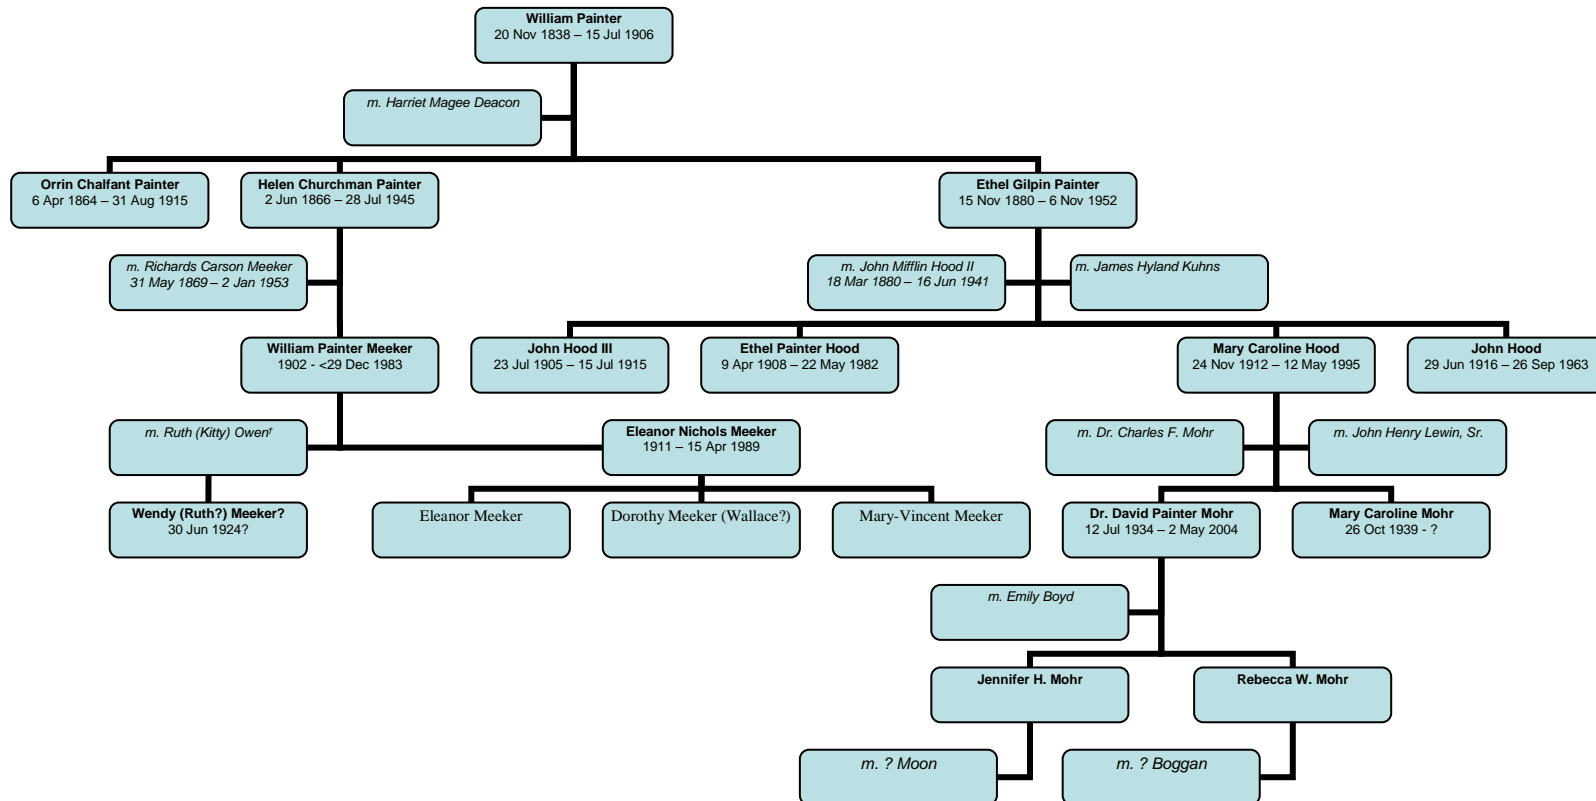 William Painter
20 Nov 1838 – 15 Jul 1906
m. Harriet Magee Deacon
Orrin Chalfant Painter
6 Apr 1864 – 31 Aug 1915
Helen Churchman Painter
2 Jun 1866 – 28 Jul 1945
Ethel Gilpin Painter
15 Nov 1880 – 6 Nov 1952
m. Richards Carson Meeker
31 May 1869 – 2 Jan 1953
m. John Mifflin Hood II
18 Mar 1880 – 16 Jun 1941
m. James Hyland Kuhns
William Painter Meeker
1902 - <29 Dec 1983
John Hood III
23 Jul 1905 – 15 Jul 1915
Ethel Painter Hood
9 Apr 1908 – 22 May 1982
Mary Caroline Hood
24 Nov 1912 – 12 May 1995
John Hood
29 Jun 1916 – 26 Sep 1963
m. Ruth (Kitty) Owen†
Eleanor Nichols Meeker
1911 – 15 Apr 1989
m. Dr. Charles F. Mohr
m. John Henry Lewin, Sr.
Wendy (Ruth?) Meeker?
30 Jun 1924?
Eleanor Meeker
Dorothy Meeker (Wallace?)
Mary-Vincent Meeker
Dr. David Painter Mohr
12 Jul 1934 – 2 May 2004
Mary Caroline Mohr
26 Oct 1939 - ?
m. Emily Boyd
Jennifer H. Mohr
Rebecca W. Mohr
m. ? Moon
m. ? Boggan